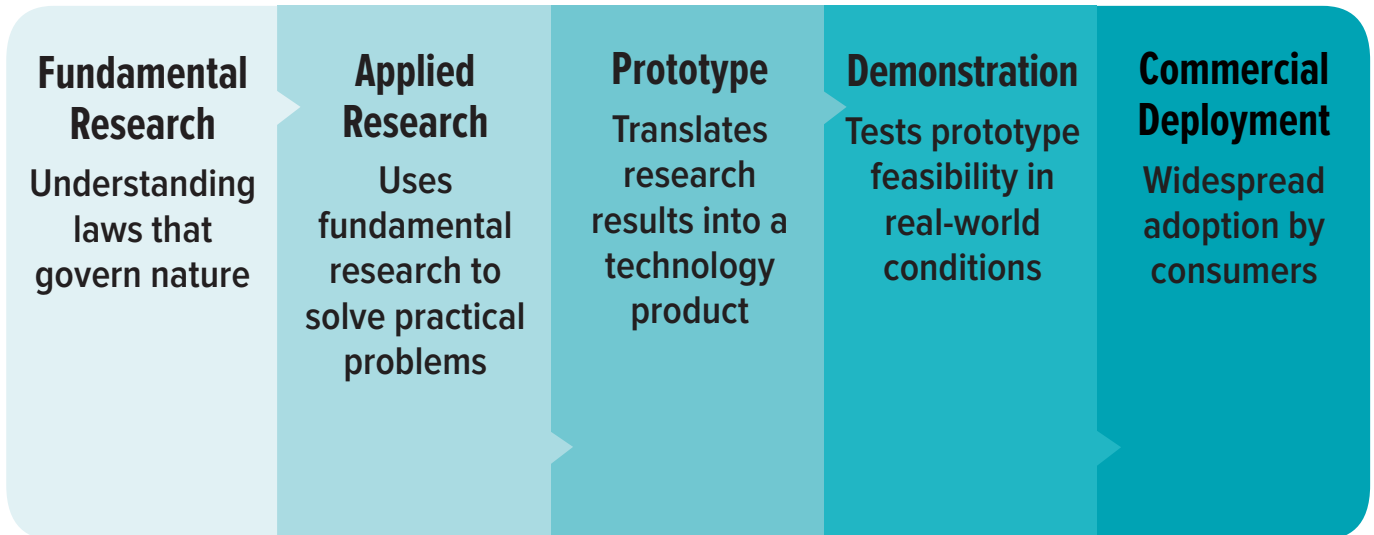 Fundamental
Research
Understanding
laws that
govern nature
Applied
Research
Uses
fundamental
research to
solve practical
problems
Prototype
Translates
research
results into a
technology
product
Demonstration
Tests prototype
feasibility in
real-world
conditions
Commercial
Deployment
Widespread
adoption by
consumers